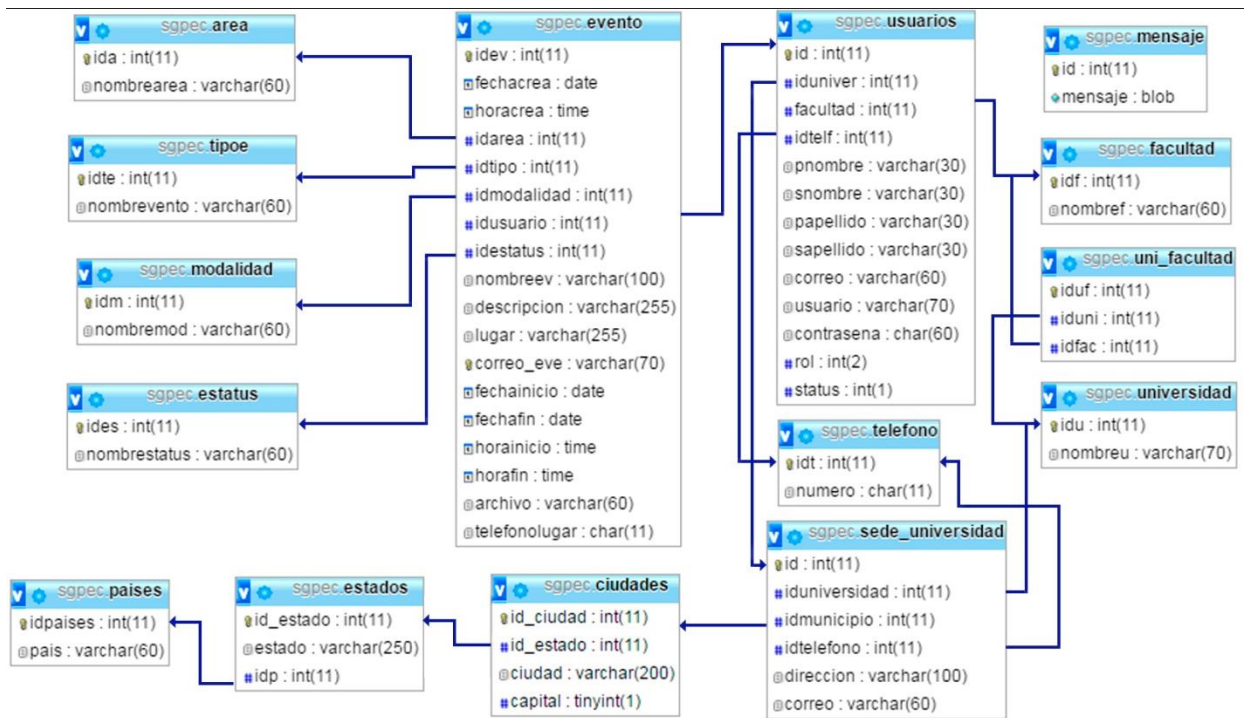 sgpec.area
ida : int(11)
nombrearea : varchar(60)
sgpec.tipoe
idte : int(11)
nombrevento : varchar(60)
sgpec.modalidad
idm : int(11)
nombremod : varchar(60)
sgpec.estatus
ides : int(11)
nombrestatus : varchar(60)
sgpec.evento
idev : int(11)
fechacrea : date
horacrea : time
idarea : int(11)
idtipo : int(11)
idmodalidad : int(11)
idusuario : int(11)
idestatus : int(11)
nombreev : varchar(100)
descripcion : varchar(255)
lugar : varchar(255)
correo_eve : varchar(70)
fechainicio : date
fechafin : date
horainicio : time
horafin : time
archivo : varchar(60)
telefonolugar : char(11)
sgpec.usuarios
id : int(11)
iduniver : int(11)
facultad : int(11)
idtelf : int(11)
pnombre : varchar(30)
snombre : varchar(30)
papellido : varchar(30)
sapellido : varchar(30)
correo : varchar(60)
usuario : varchar(70)
contrasena : char(60)
rol : int(2)
status : int(1)
sgpec.mensaje
id : int(11)
mensaje : blob
sgpec.facultad
idf : int(11)
nombref : varchar(60)
sgpec.uni_facultad
iduf : int(11)
iduni : int(11)
idfac : int(11)
sgpec.universidad
idu : int(11)
nombreu : varchar(70)
sgpec.telefono
idt : int(11)
numero : char(11)
sgpec.sede_universidad
id : int(11)
iduniversidad : int(11)
idmunicipio : int(11)
idtelefono : int(11)
direccion : varchar(100)
correo : varchar(60)
sgpec.paises
idpaises : int(11)
pais : varchar(60)
sgpec.estados
id_estado : int(11)
estado : varchar(250)
idp : int(11)
sgpec.ciudades
id_ciudad : int(11)
id_estado : int(11)
ciudad : varchar(200)
capital : tinyint(1)